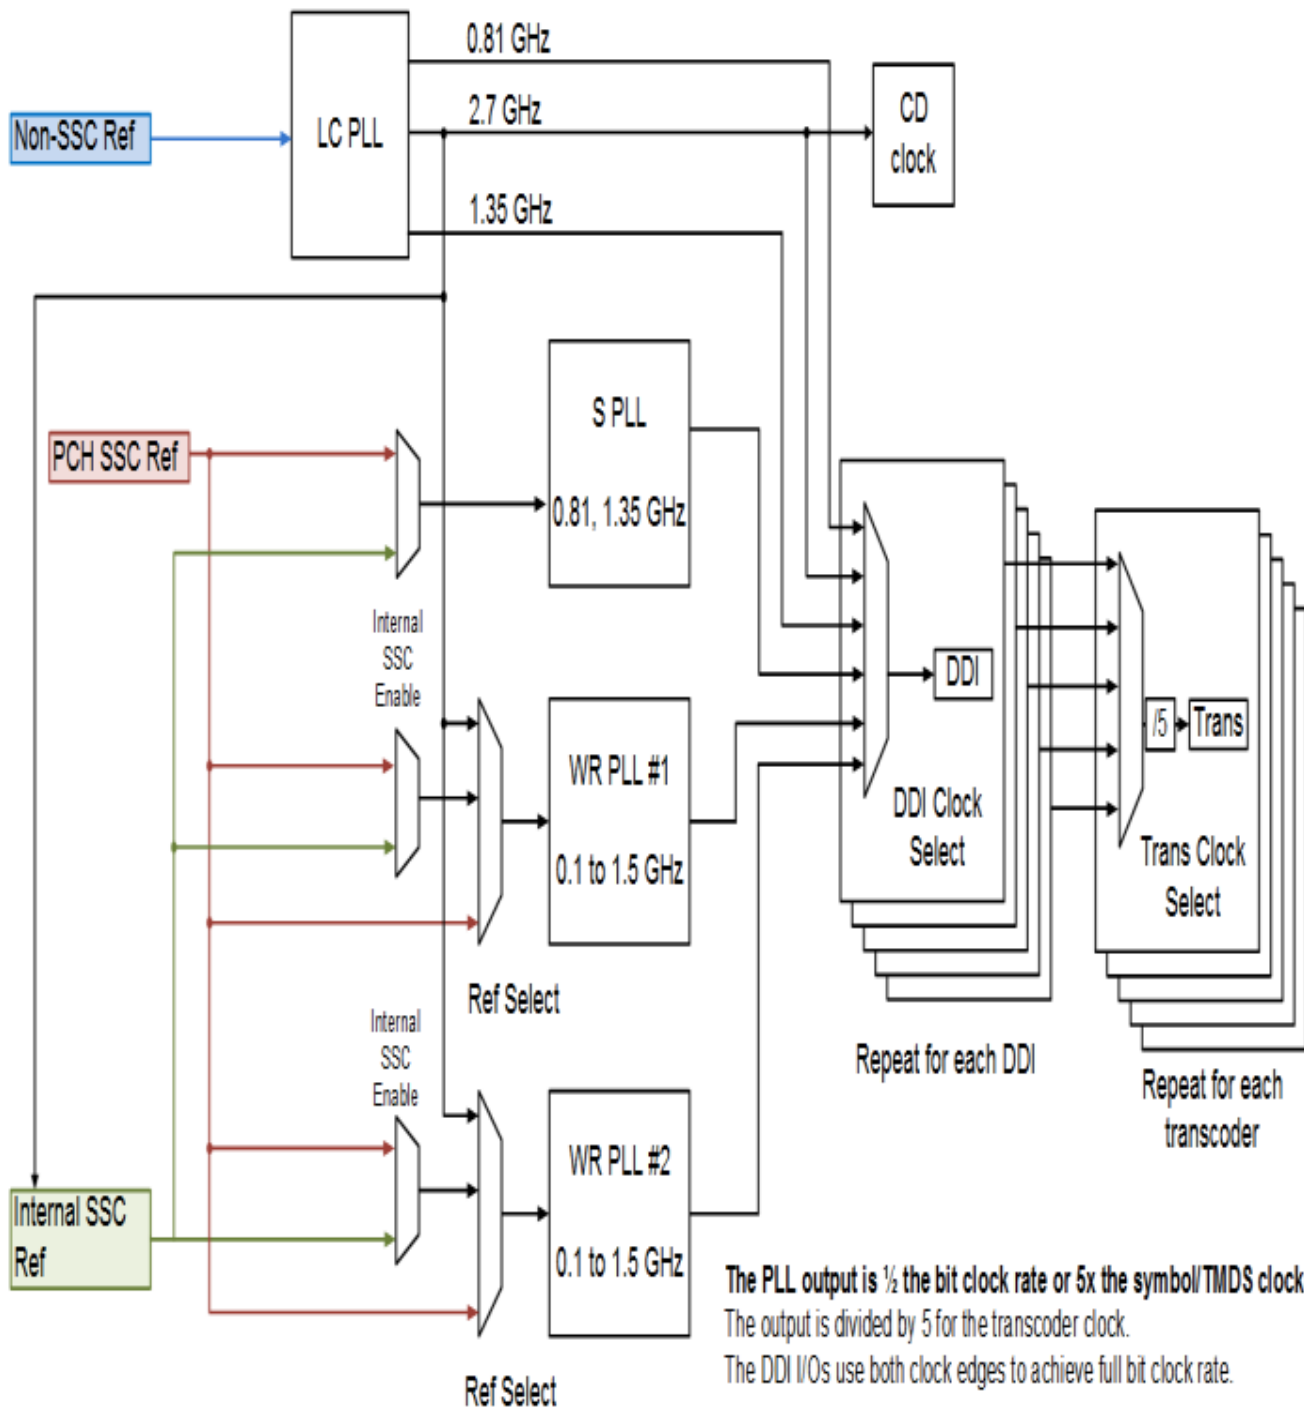 0.81 GHz
2.7 GHz
1.35 GHz
Non-SSC Ref
LC PLL
CD
clock
PCH SSC Ref
S PLL
0.81, 1.35 GHz
Internal
SSC
Enable
WR PLL #1
0.1 to 1.5 GHz
Ref Select
DDI
DDI Clock
Select
Repeat for each DDI
/5
Trans
Trans Clock
Select
Repeat for each
transcoder
Internal
SSC
Enable
WR PLL #2
0.1 to 1.5 GHz
Ref Select
Internal SSC
Ref
The PLL output is ½ the bit clock rate or 5x the symbol/TMDS clock
The output is divided by 5 for the transcoder clock.
The DDI I/Os use both clock edges to achieve full bit clock rate.